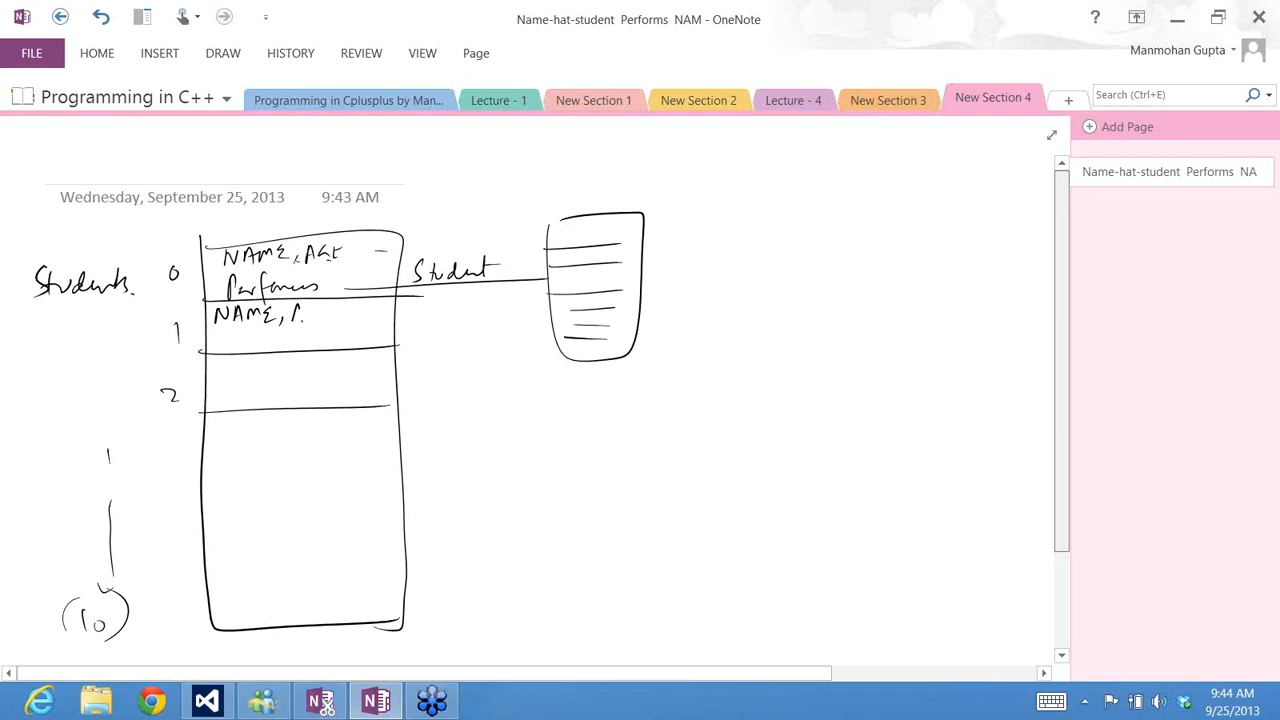 Name-hat-student Performs NAM - OneNote
?
Manmohan Gupta
FILE HOME INSERT DRAW HISTORY REVIEW VIEW Page
Programming in C++
Programming in Cplusplus by Man...
Lecture - 1
New Section 1
New Section 2
Lecture - 4
New Section 3
New Section 4
Search (Ctrl+E)
Add Page
Name-hat-student Performs NA
Wednesday, September 25, 2013 9:43 AM
Students.
0
NAME, Age -
Performs
Student
1
NAME, A.
2
(10)
9:44 AM
9/25/2013